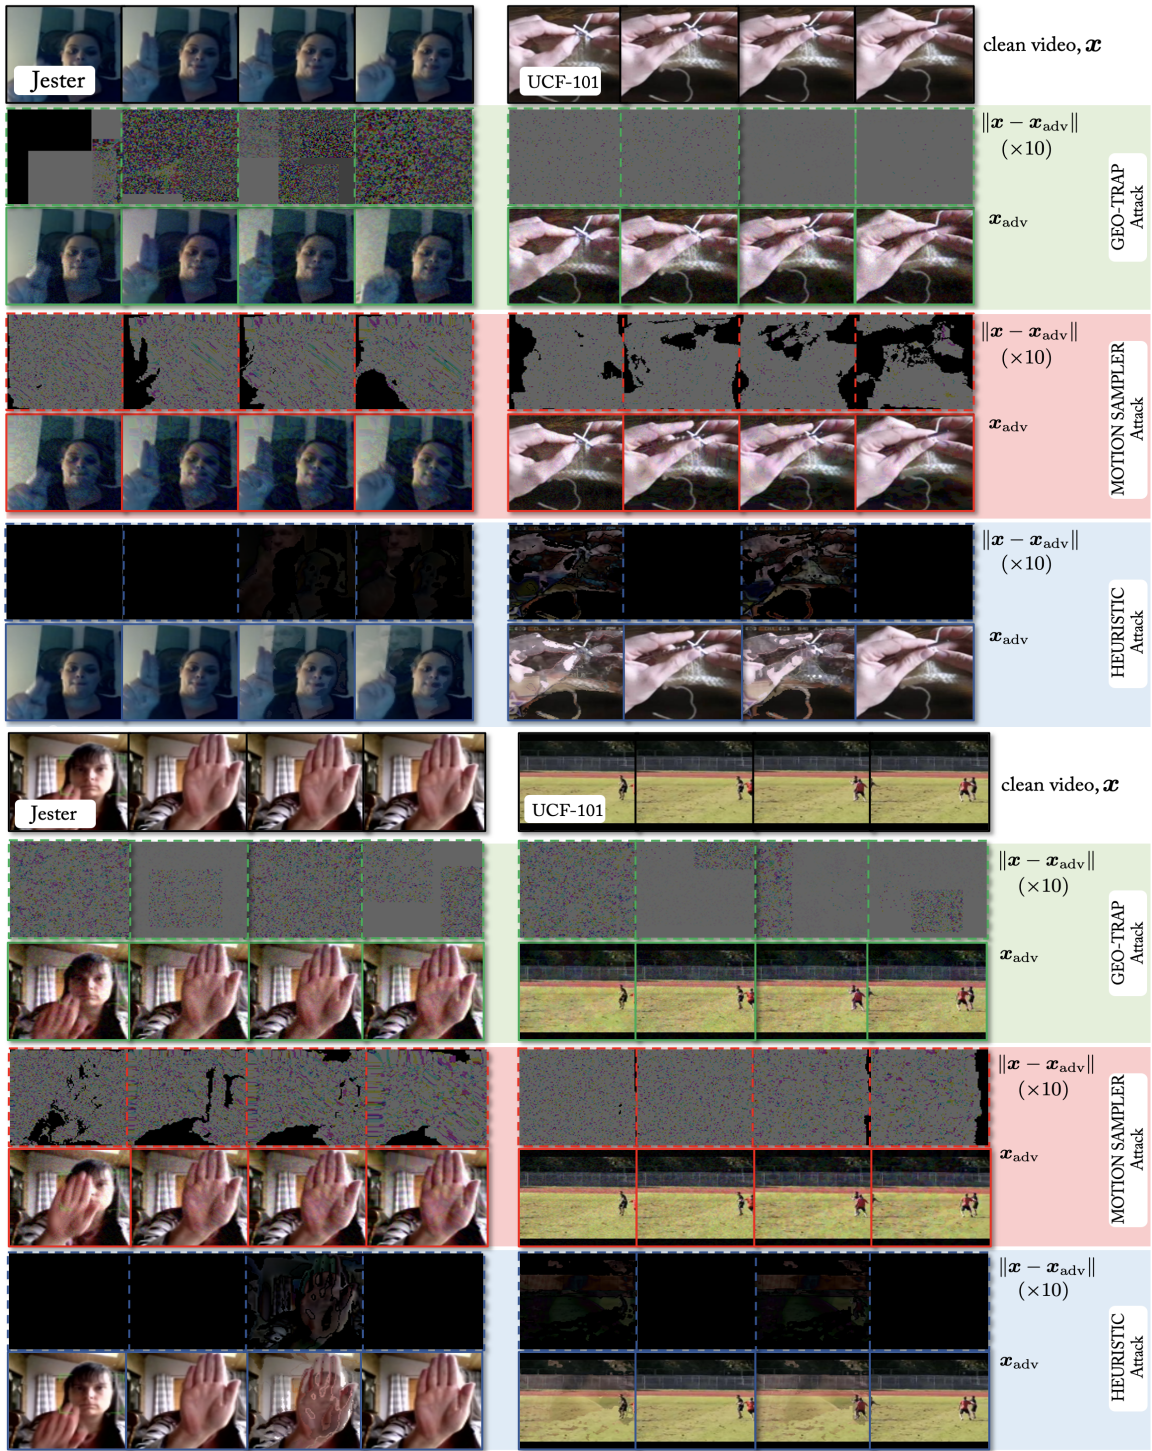 Jester
UCF-101
clean video, x
‖x − x_adv‖
(×10)
x_adv
GEO-TRAP
Attack
‖x − x_adv‖
(×10)
x_adv
MOTION SAMPLER
Attack
‖x − x_adv‖
(×10)
x_adv
HEURISTIC
Attack
Jester
UCF-101
clean video, x
‖x − x_adv‖
(×10)
x_adv
GEO-TRAP
Attack
‖x − x_adv‖
(×10)
x_adv
MOTION SAMPLER
Attack
‖x − x_adv‖
(×10)
x_adv
HEURISTIC
Attack